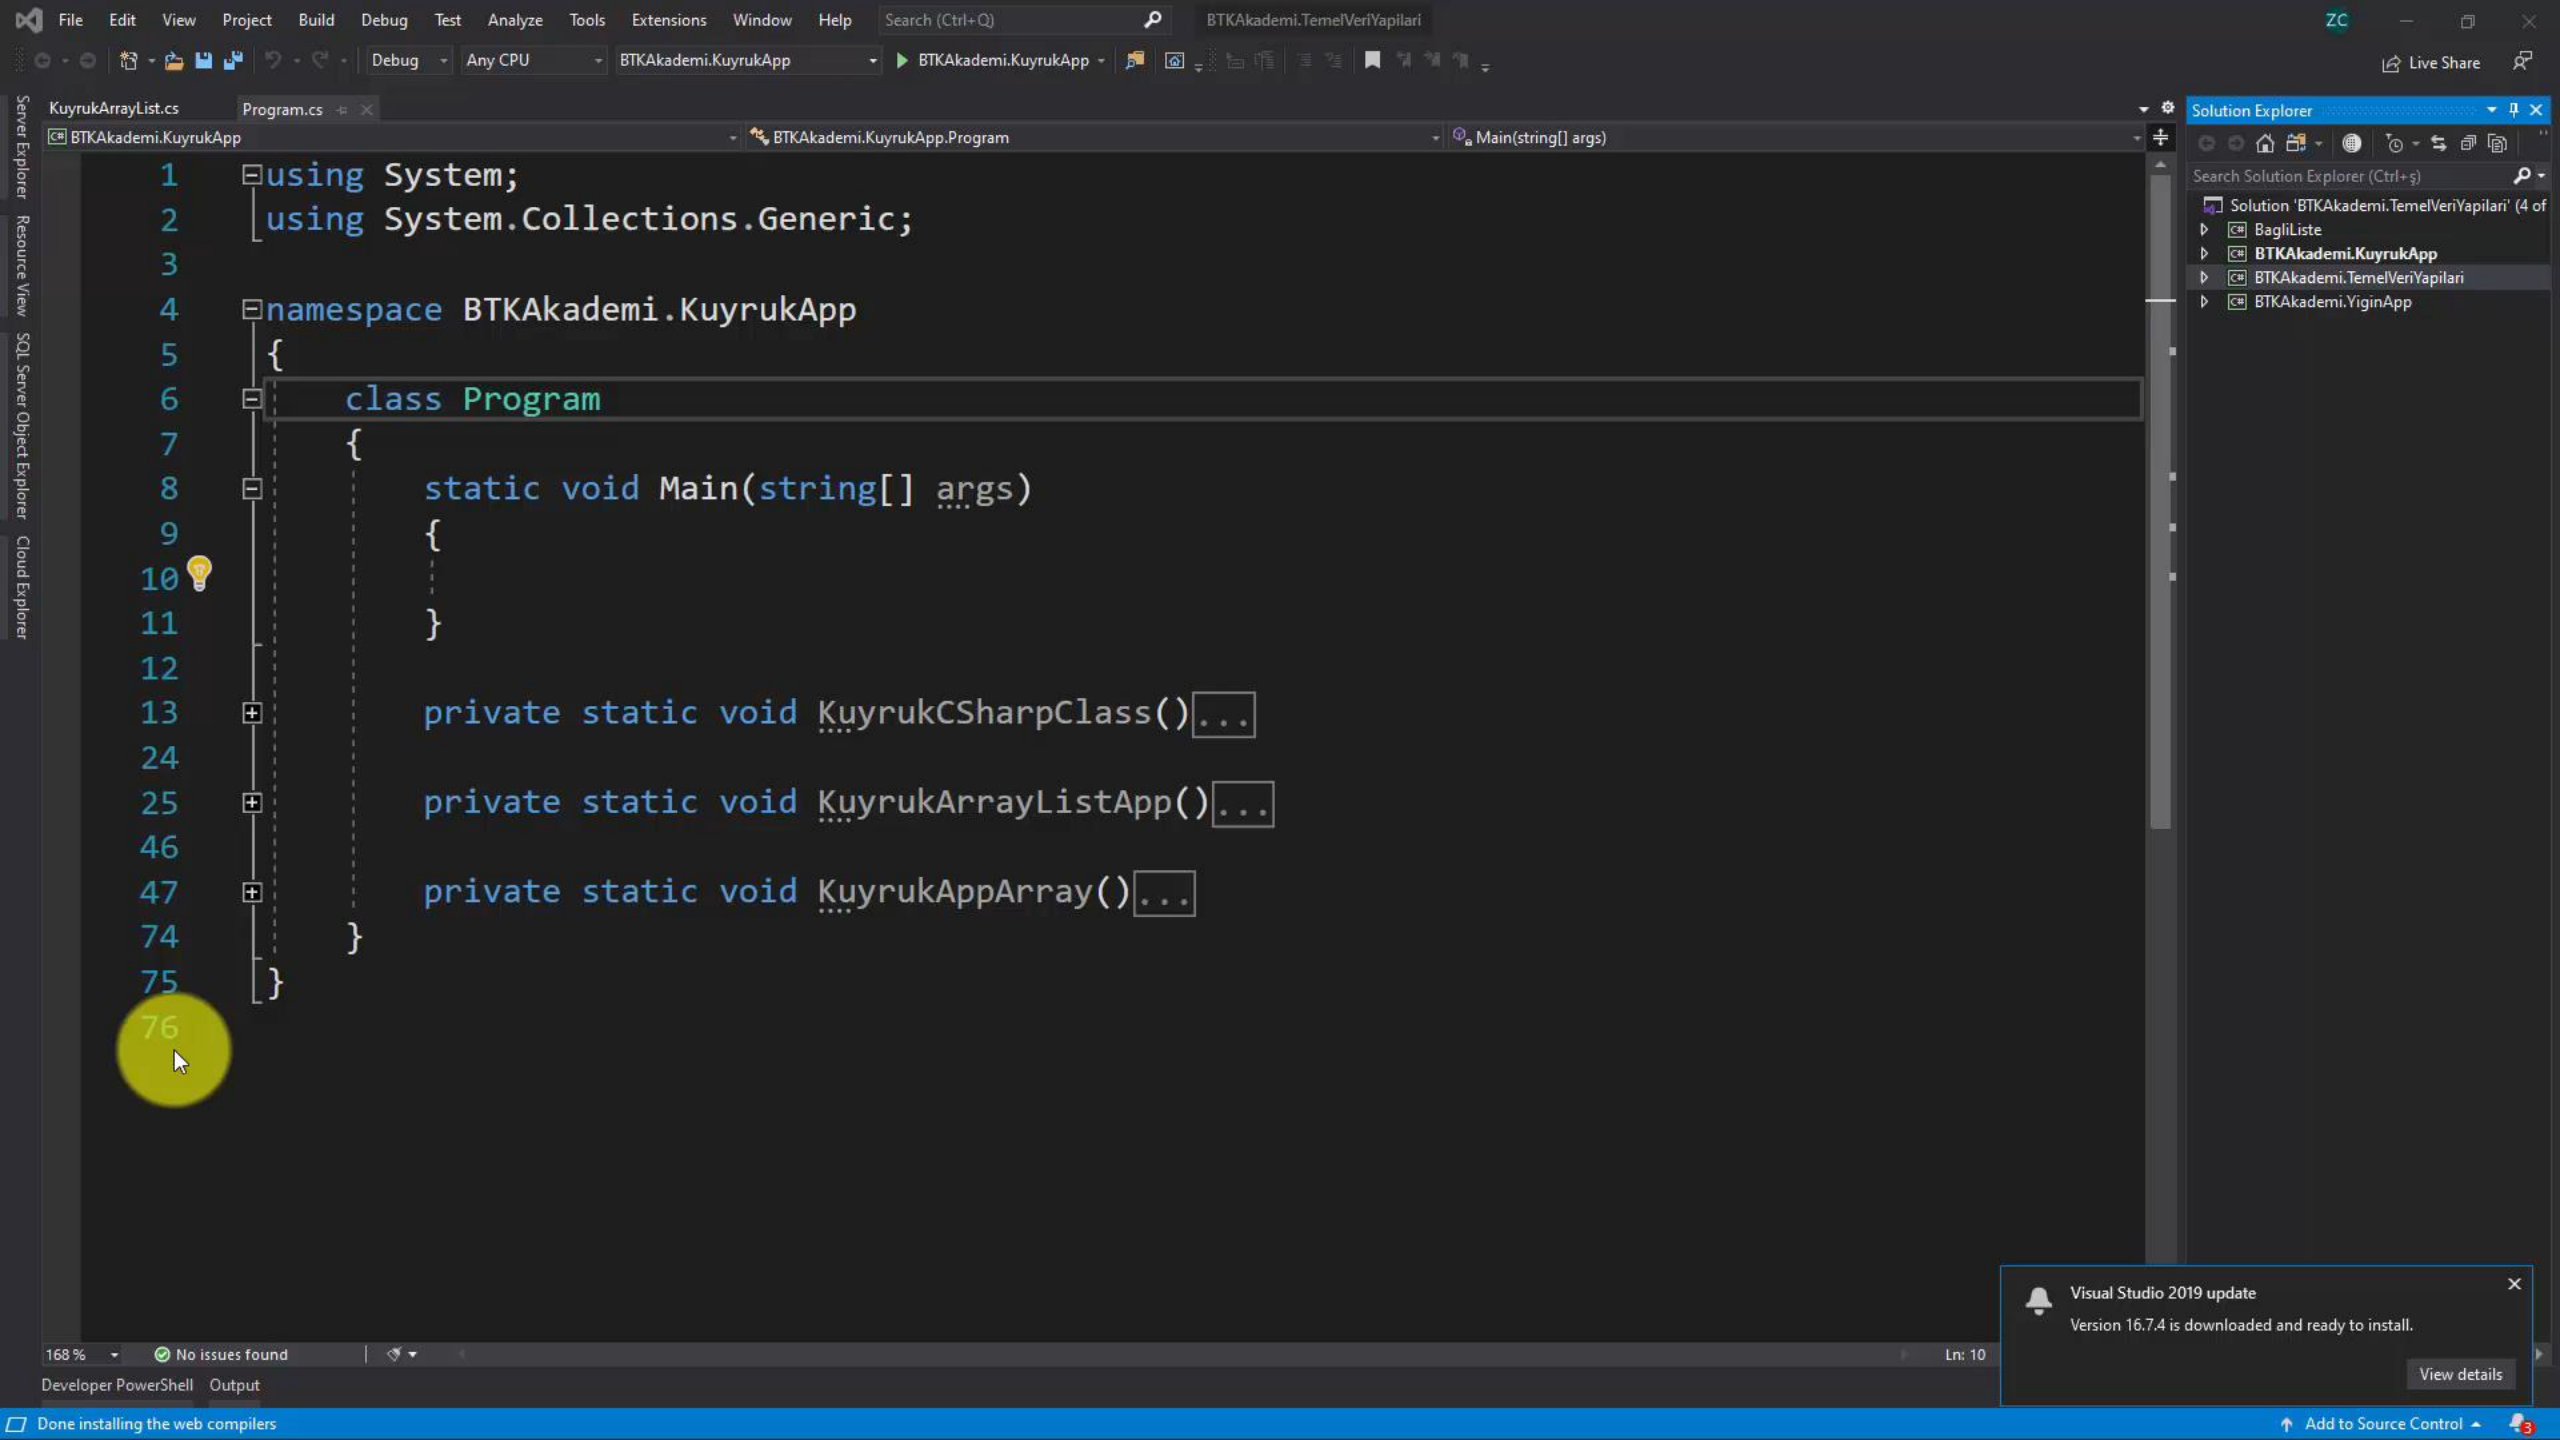 File Edit View Project Build Debug Test Analyze Tools Extensions Window Help Search (Ctrl+Q) BTKAkademi.TemelVeriYapilari ZC
Debug Any CPU BTKAkademi.KuyrukApp BTKAkademi.KuyrukApp Live Share
KuyrukArrayList.cs Program.cs
BTKAkademi.KuyrukApp BTKAkademi.KuyrukApp.Program Main(string[] args)
Server Explorer
Resource View
SQL Server Object Explorer
Cloud Explorer
1 using System;
2 using System.Collections.Generic;
3
4 namespace BTKAkademi.KuyrukApp
5 {
6 class Program
7 {
8 static void Main(string[] args)
9 {
10
11 }
12
13 private static void KuyrukCSharpClass()...
24
25 private static void KuyrukArrayListApp()...
46
47 private static void KuyrukAppArray()...
74 }
75 }
76
Solution Explorer
Search Solution Explorer (Ctrl+ş)
Solution 'BTKAkademi.TemelVeriYapilari' (4 of
BagliListe
BTKAkademi.KuyrukApp
BTKAkademi.TemelVeriYapilari
BTKAkademi.YiginApp
Visual Studio 2019 update
Version 16.7.4 is downloaded and ready to install.
View details
168 % No issues found Ln: 10
Developer PowerShell Output
Done installing the web compilers Add to Source Control 3